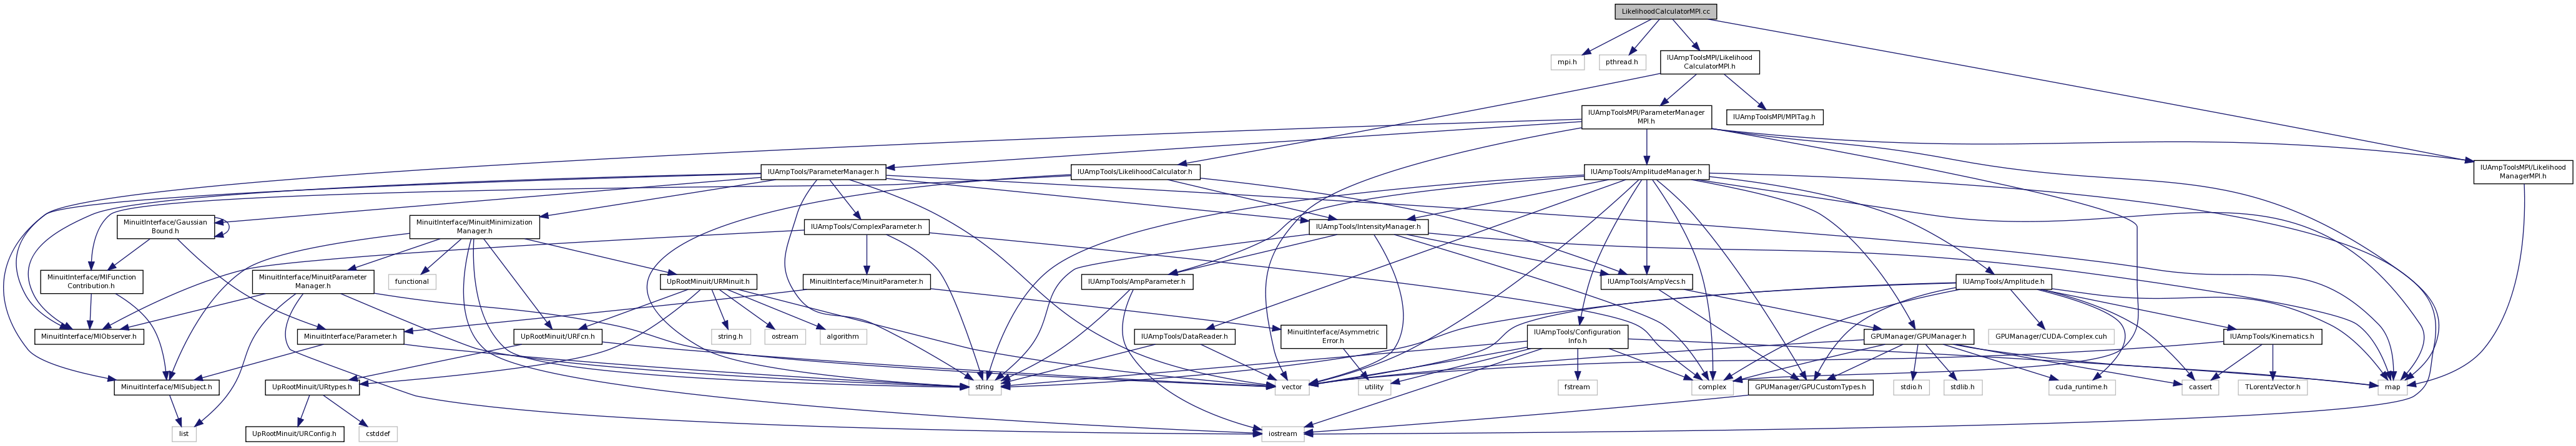 LikelihoodCalculatorMPI.cc
mpi.h
pthread.h
IUAmpToolsMPI/Likelihood
CalculatorMPI.h
IUAmpToolsMPI/ParameterManager
MPI.h
IUAmpToolsMPI/MPITag.h
IUAmpTools/ParameterManager.h
IUAmpTools/LikelihoodCalculator.h
IUAmpTools/AmplitudeManager.h
IUAmpToolsMPI/Likelihood
ManagerMPI.h
MinuitInterface/Gaussian
Bound.h
MinuitInterface/MinuitMinimization
Manager.h
IUAmpTools/ComplexParameter.h
IUAmpTools/IntensityManager.h
MinuitInterface/MIFunction
Contribution.h
MinuitInterface/MinuitParameter
Manager.h
functional
UpRootMinuit/URMinuit.h
MinuitInterface/MinuitParameter.h
IUAmpTools/AmpParameter.h
IUAmpTools/AmpVecs.h
IUAmpTools/Amplitude.h
MinuitInterface/MIObserver.h
MinuitInterface/Parameter.h
UpRootMinuit/URFcn.h
string.h
ostream
algorithm
IUAmpTools/DataReader.h
MinuitInterface/Asymmetric
Error.h
IUAmpTools/Configuration
Info.h
GPUManager/GPUManager.h
GPUManager/CUDA-Complex.cuh
IUAmpTools/Kinematics.h
MinuitInterface/MISubject.h
UpRootMinuit/URtypes.h
string
vector
utility
fstream
complex
GPUManager/GPUCustomTypes.h
stdio.h
stdlib.h
cuda_runtime.h
cassert
TLorentzVector.h
map
list
UpRootMinuit/URConfig.h
cstddef
iostream